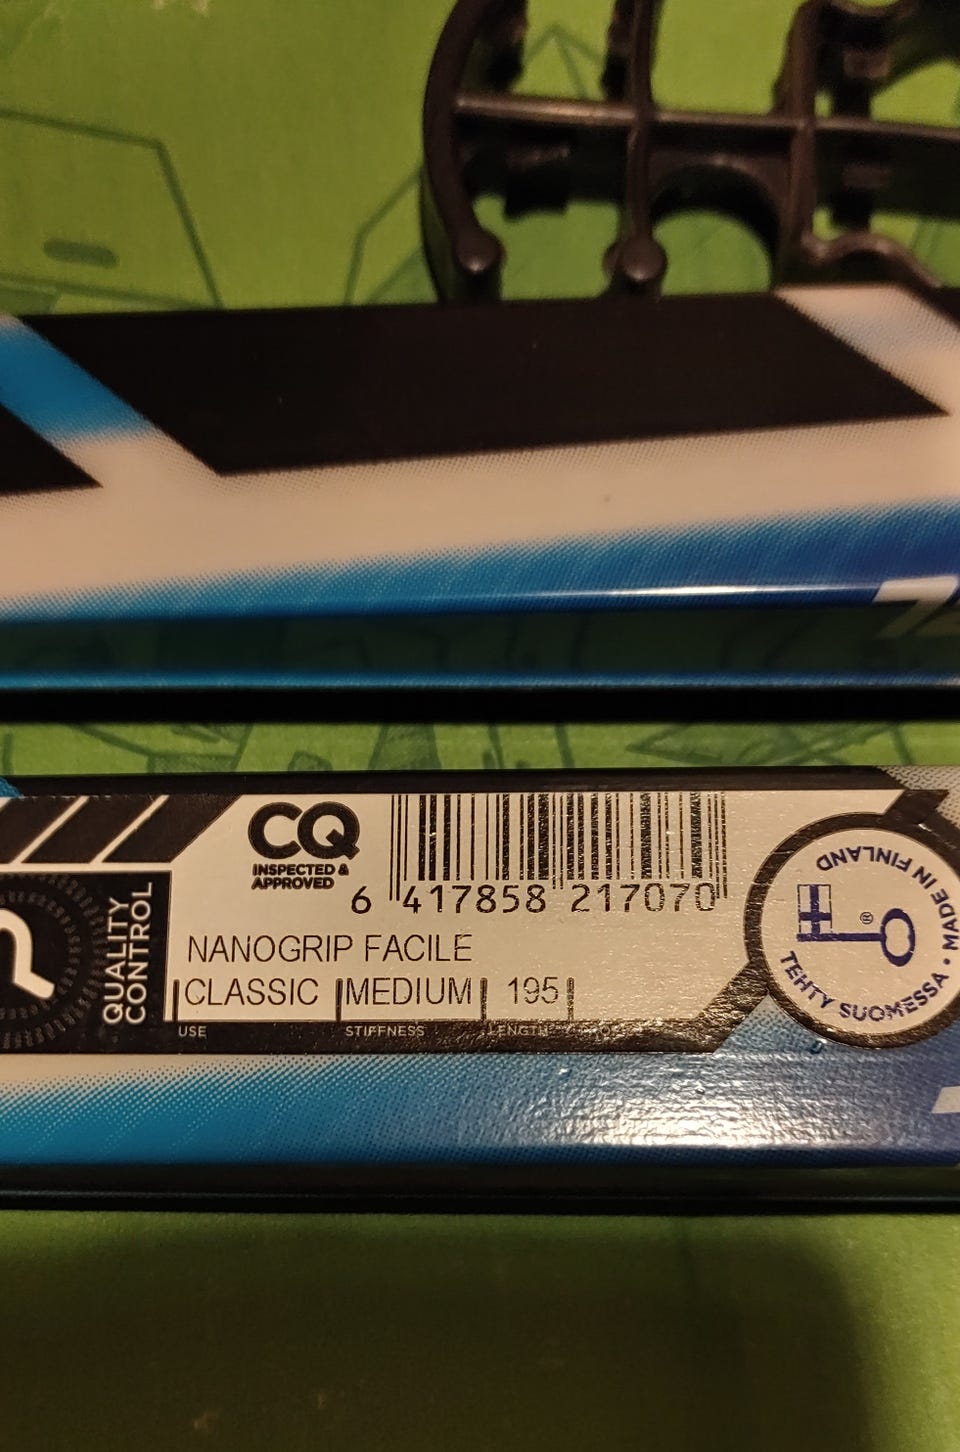 QUALITY
CONTROL
CQ
INSPECTED &
APPROVED
6 417858 217070
NANOGRIP FACILE
CLASSIC MEDIUM 195
USE STIFFNESS LENGTH
TEHTY SUOMESSA • MADE IN FINLAND
®